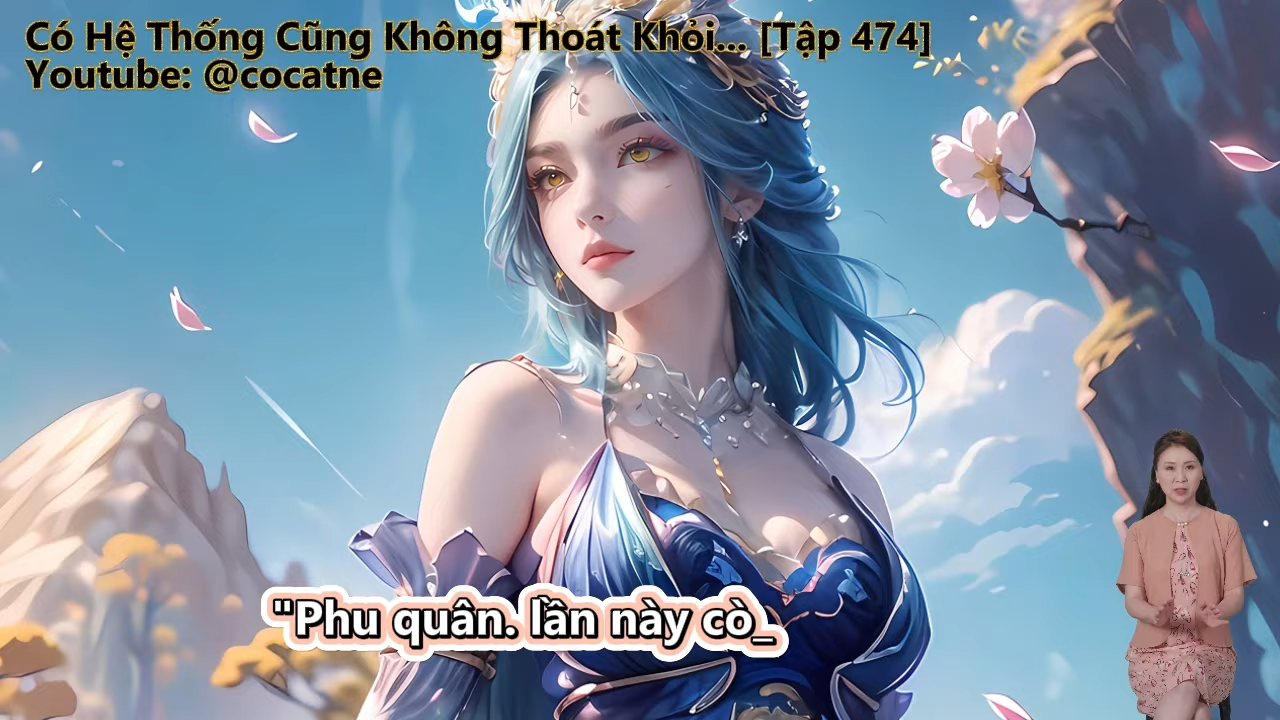 Có Hệ Thống Cũng Không Thoát Khỏi... [Tập 474]
Youtube: @cocatne
"Phu quân. lần này cò_